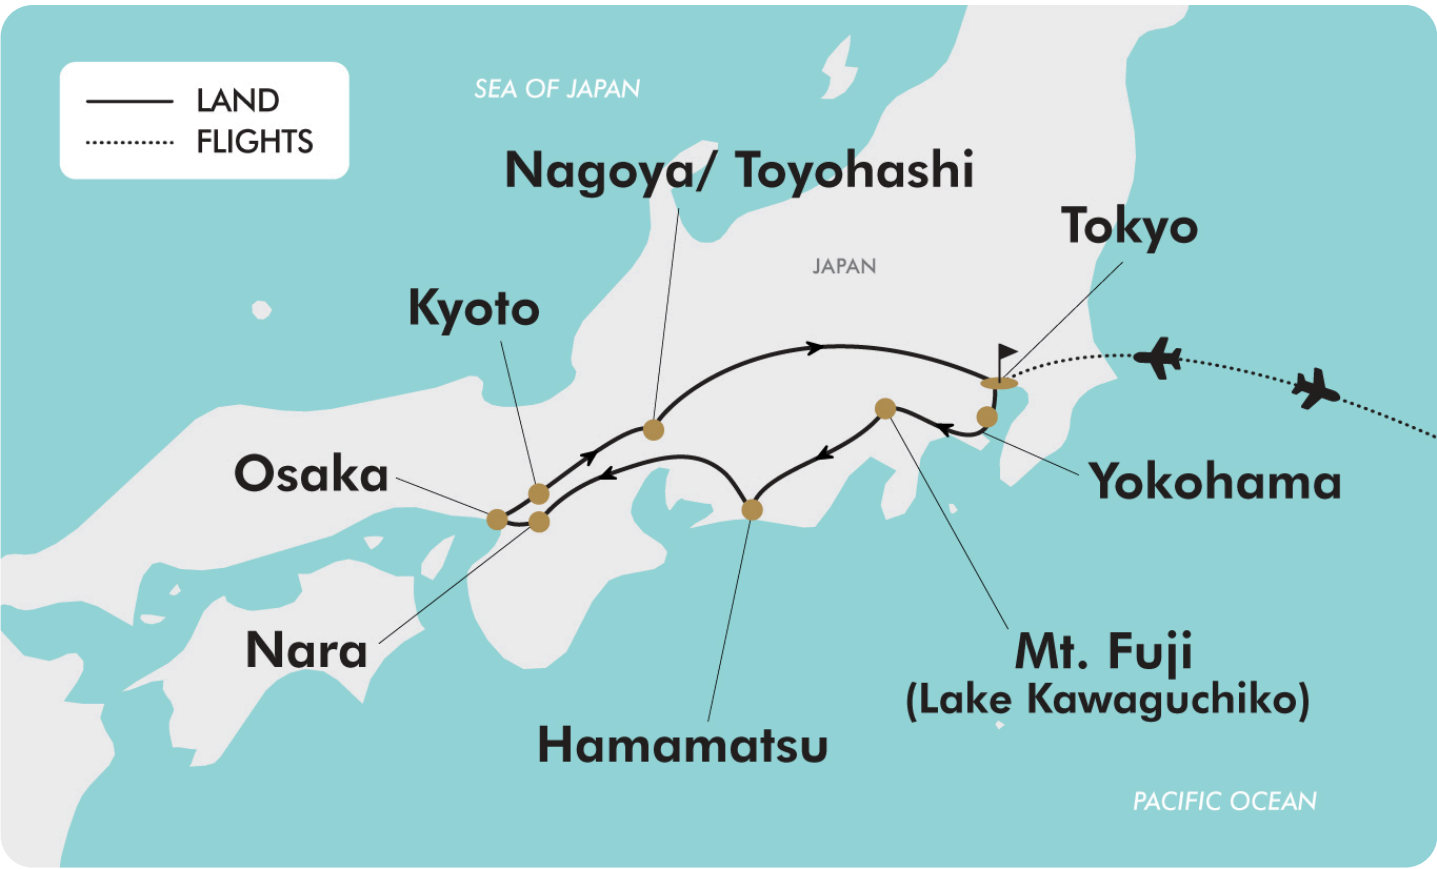 LAND
FLIGHTS
SEA OF JAPAN
Nagoya/ Toyohashi
Tokyo
JAPAN
Kyoto
Osaka
Yokohama
Nara
Mt. Fuji
(Lake Kawaguchiko)
Hamamatsu
PACIFIC OCEAN